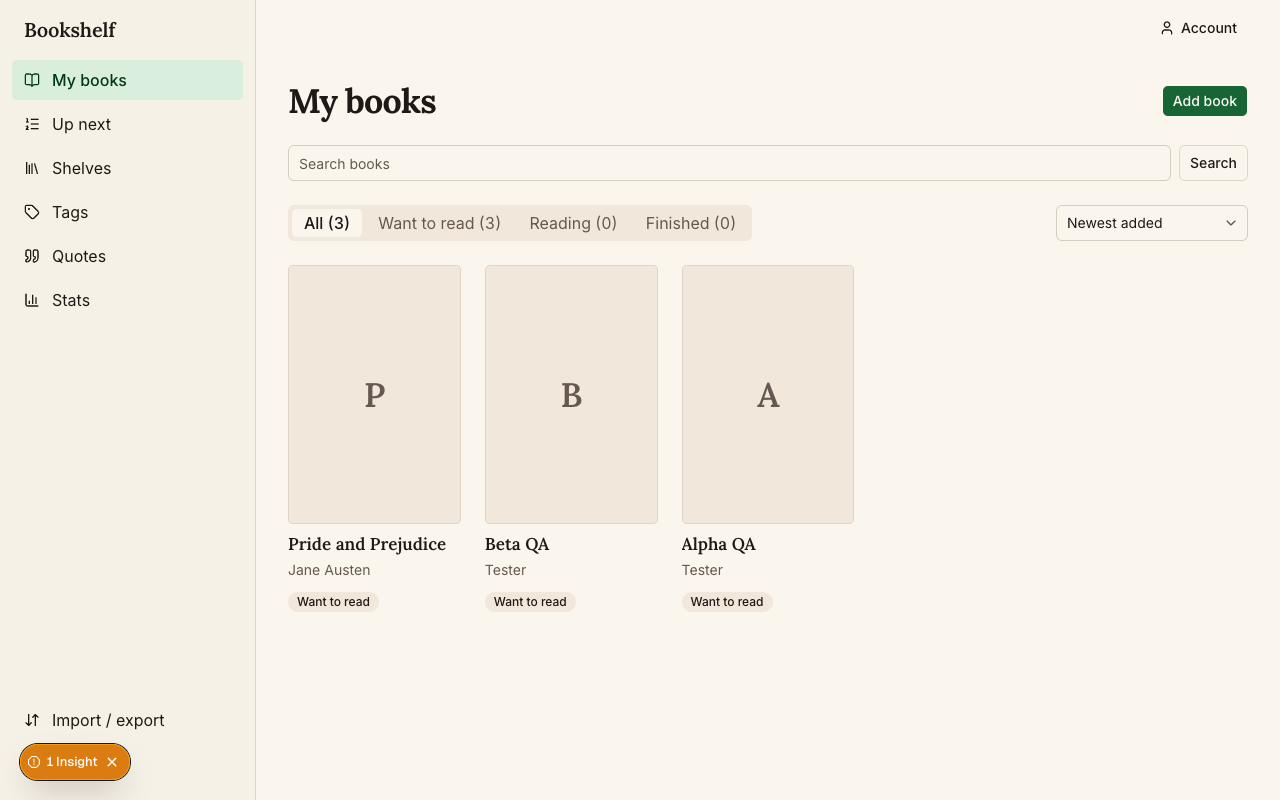 Bookshelf
Account
My books
Up next
Shelves
Tags
Quotes
Stats
Import / export
1 Insight
My books
Add book
Search books
Search
All (3)
Want to read (3)
Reading (0)
Finished (0)
Newest added
P
B
A
Pride and Prejudice
Jane Austen
Want to read
Beta QA
Tester
Want to read
Alpha QA
Tester
Want to read